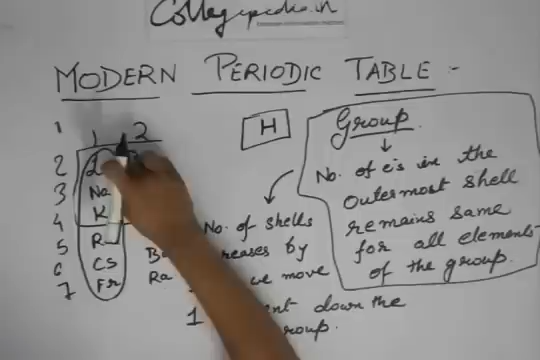 Collegepedia.in
MODERN PERIODIC TABLE :-
1
1 2
H
Group
No. of e's in the
outermost shell
remains same
for all elements
of the group.
2
3 Na
4 K
5
6 Cs
7 Fr Ra
No. of shells
by
we move
1 down the